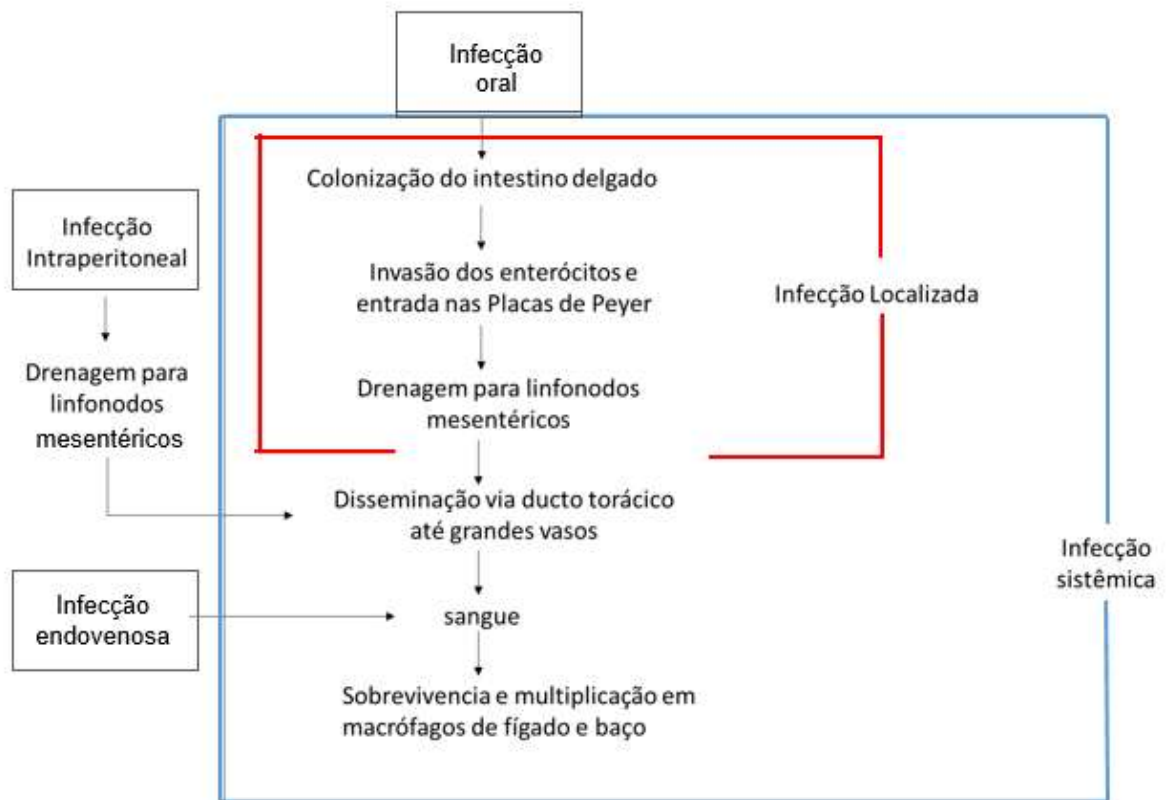 Infecção
oral
Colonização do intestino delgado
Infecção
Intraperitoneal
Invasão dos enterócitos e
entrada nas Placas de Peyer
Infecção Localizada
Drenagem para
linfonodos
mesentéricos
Drenagem para linfonodos
mesentéricos
Disseminação via ducto torácico
até grandes vasos
Infecção
sistêmica
Infecção
endovenosa
sangue
Sobrevivencia e multiplicação em
macrófagos de fígado e baço